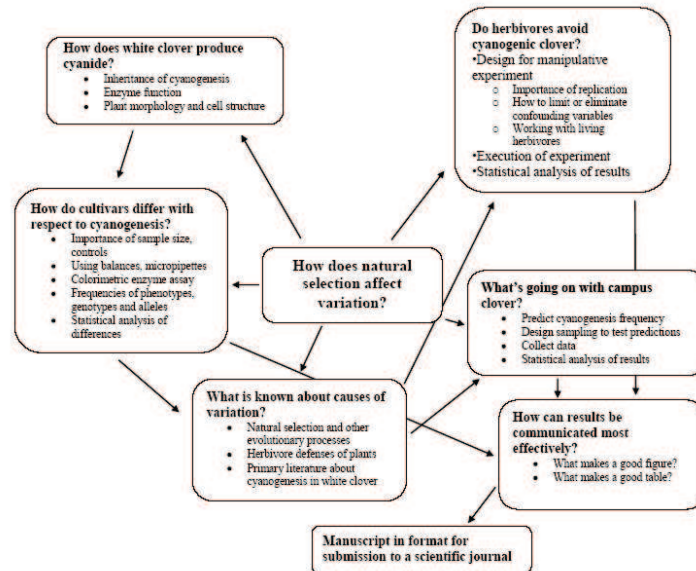 How does white clover produce
cyanide?
• Inheritance of cyanogenesis
• Enzyme function
• Plant morphology and cell structure
Do herbivores avoid
cyanogenic clover?
•Design for manipulative
experiment
o Importance of replication
o How to limit or eliminate
confounding variables
o Working with living
herbivores
•Execution of experiment
•Statistical analysis of results
How do cultivars differ with
respect to cyanogenesis?
• Importance of sample size,
controls
• Using balances, micropipettes
• Colorimetric enzyme assay
• Frequencies of phenotypes,
genotypes and alleles
• Statistical analysis of
differences
How does natural
selection affect
variation?
What's going on with campus
clover?
• Predict cyanogenesis frequency
• Design sampling to test predictions
• Collect data
• Statistical analysis of results
What is known about causes of
variation?
• Natural selection and other
evolutionary processes
• Herbivore defenses of plants
• Primary literature about
cyanogenesis in white clover
How can results be
communicated most
effectively?
• What makes a good figure?
• What makes a good table?
Manuscript in format for
submission to a scientific journal